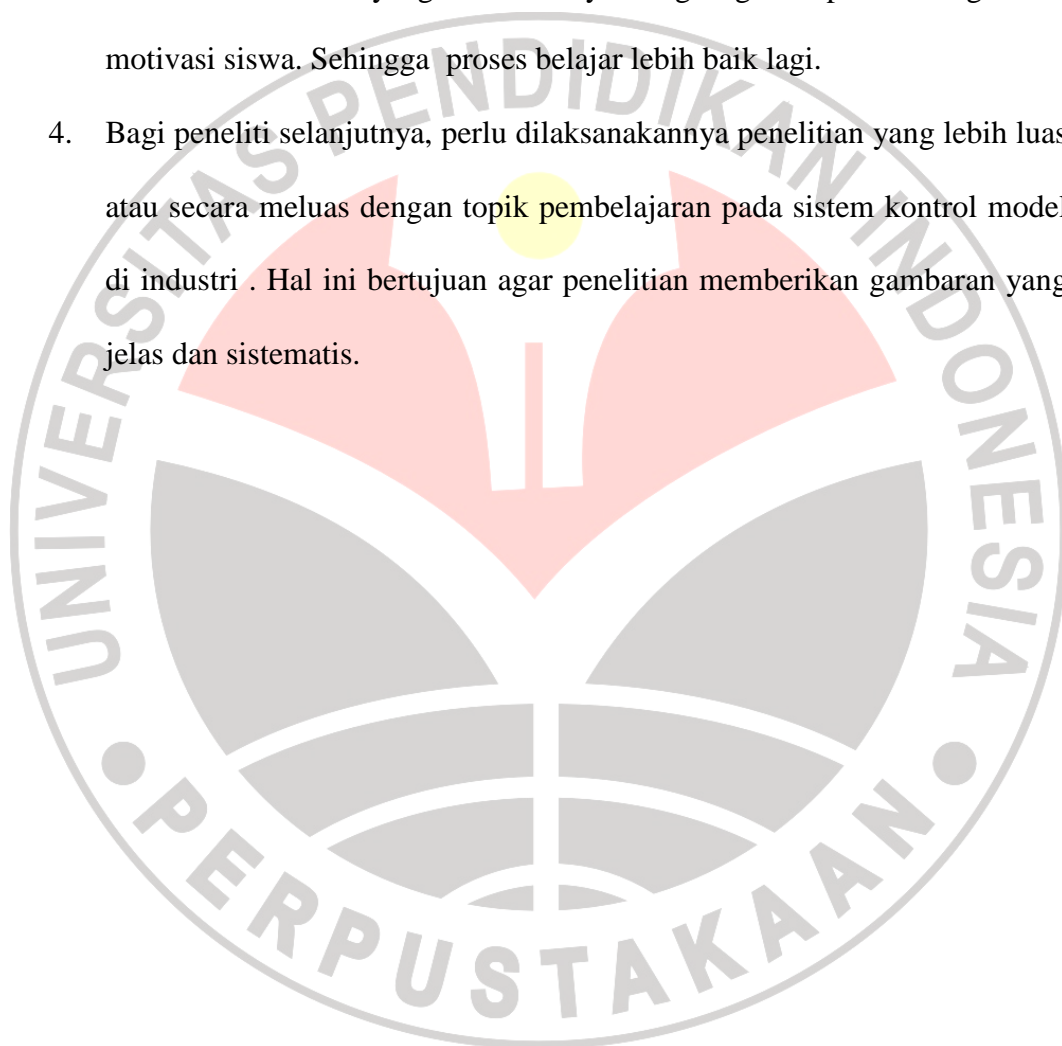 motivasi siswa. Sehingga proses belajar lebih baik lagi.
4. Bagi peneliti selanjutnya, perlu dilaksanakannya penelitian yang lebih luas
atau secara meluas dengan topik pembelajaran pada sistem kontrol model
di industri . Hal ini bertujuan agar penelitian memberikan gambaran yang
jelas dan sistematis.
UNIVERSITAS PENDIDIKAN INDONESIA
PERPUSTAKAAN